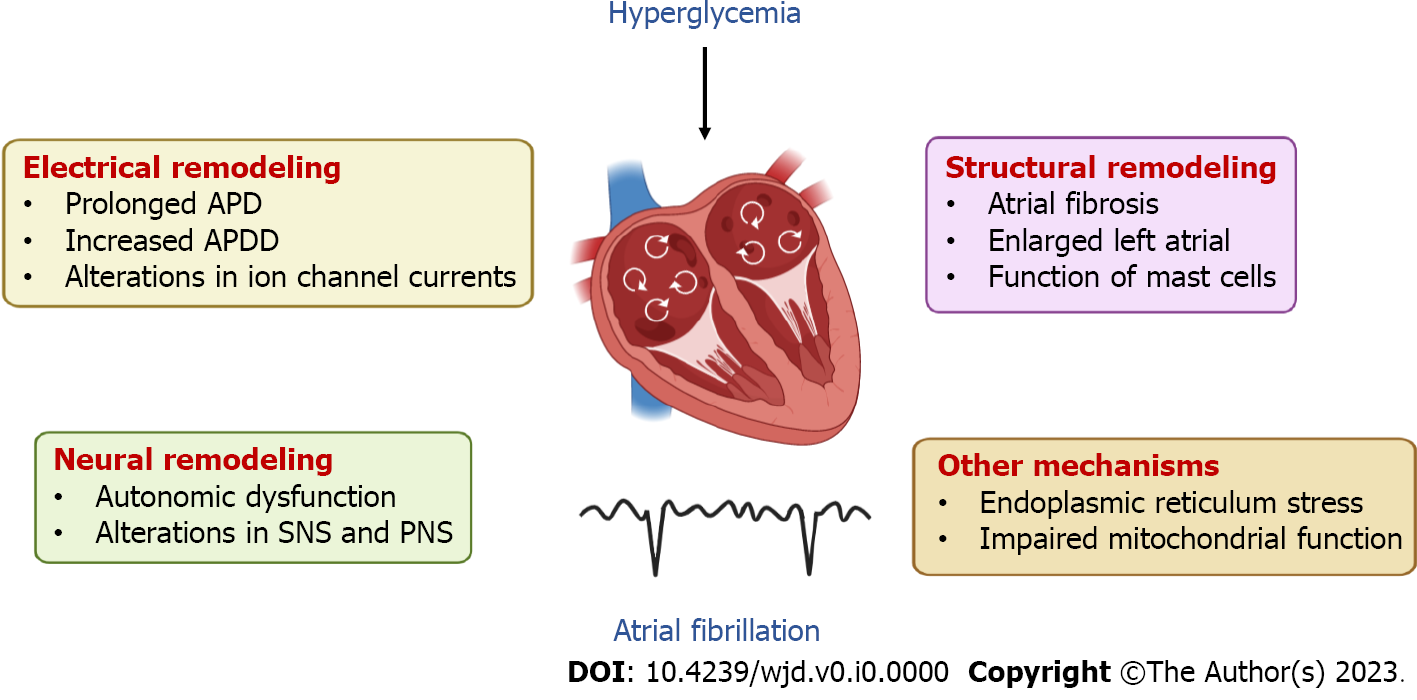 Hyperglycemia
Electrical remodeling
• Prolonged APD
• Increased APDD
• Alterations in ion channel currents
Structural remodeling
• Atrial fibrosis
• Enlarged left atrial
• Function of mast cells
Neural remodeling
• Autonomic dysfunction
• Alterations in SNS and PNS
Other mechanisms
• Endoplasmic reticulum stress
• Impaired mitochondrial function
Atrial fibrillation
DOI: 10.4239/wjd.v0.i0.0000 Copyright ©The Author(s) 2023.